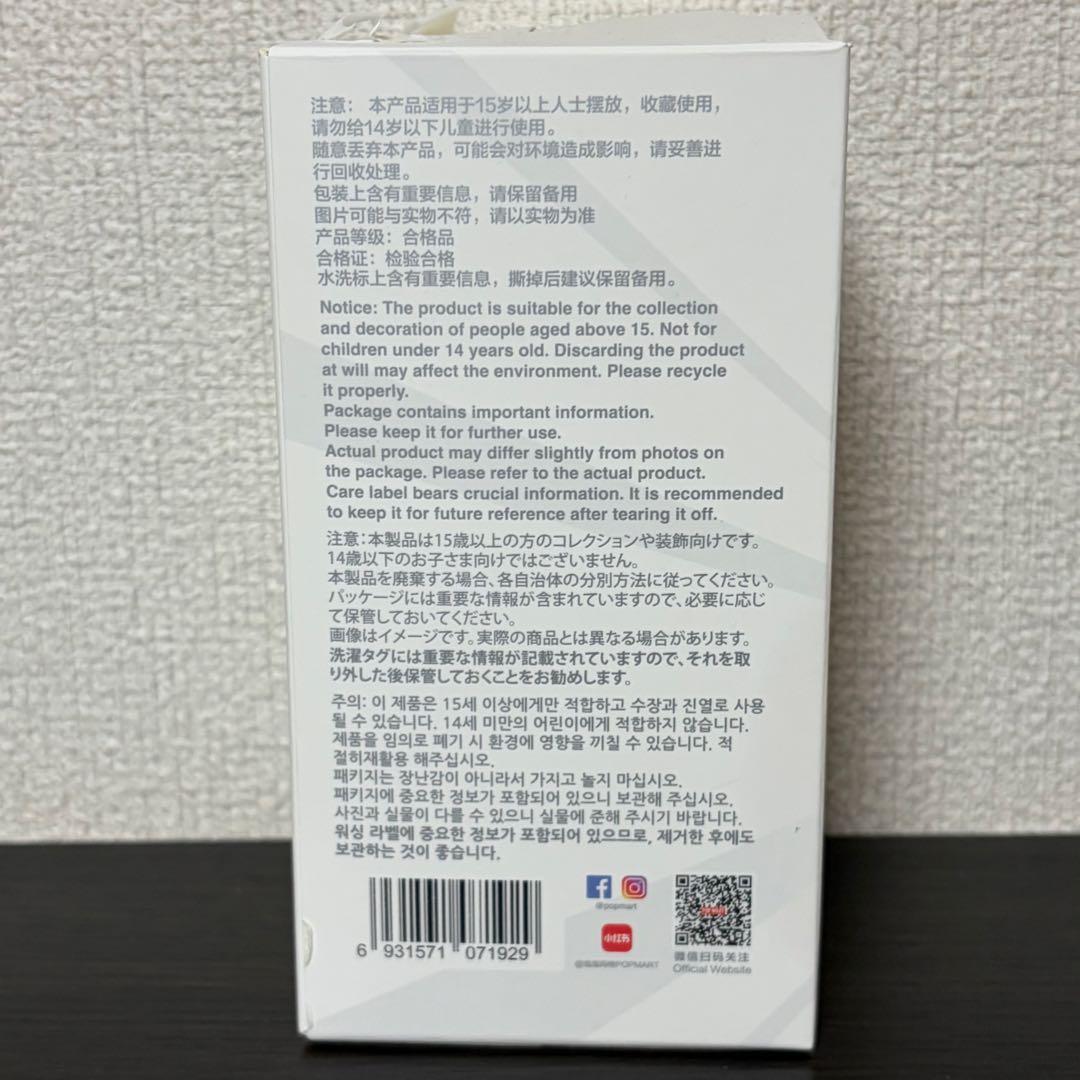 注意： 本产品适用于15岁以上人士摆放，收藏使用，
请勿给14岁以下儿童进行使用。
随意丢弃本产品，可能会对环境造成影响，请妥善进
行回收处理。
包装上含有重要信息，请保留备用
图片可能与实物不符，请以实物为准
产品等级：合格品
合格证：检验合格
水洗标上含有重要信息，撕掉后建议保留备用。
Notice: The product is suitable for the collection
and decoration of people aged above 15. Not for
children under 14 years old. Discarding the product
at will may affect the environment. Please recycle
it properly.
Package contains important information.
Please keep it for further use.
Actual product may differ slightly from photos on
the package. Please refer to the actual product.
Care label bears crucial information. It is recommended
to keep it for future reference after tearing it off.
注意：本製品は15歳以上の方のコレクションや装飾向けです。
14歳以下のお子さま向けではございません。
本製品を廃棄する場合、各自治体の分別方法に従ってください。
パッケージには重要な情報が含まれていますので、必要に応じ
て保管しておいてください。
画像はイメージです。実際の商品とは異なる場合があります。
洗濯タグには重要な情報が記載されていますので、それを取
り外した後保管しておくことをお勧めします。
주의: 이 제품은 15세 이상에게만 적합하고 수장과 진열로 사용
될 수 있습니다. 14세 미만의 어린이에게 적합하지 않습니다.
제품을 임의로 폐기 시 환경에 영향을 끼칠 수 있습니다. 적
절히재활용 해주십시오.
패키지는 장난감이 아니라서 가지고 놀지 마십시오.
패키지에 중요한 정보가 포함되어 있으니 보관해 주십시오.
사진과 실물이 다를 수 있으니 실물에 준해 주시기 바랍니다.
워싱 라벨에 중요한 정보가 포함되어 있으므로, 제거한 후에도
보관하는 것이 좋습니다.
6 931571 071929
@popmart
小红书
POPMART
微信扫码关注
Official Website